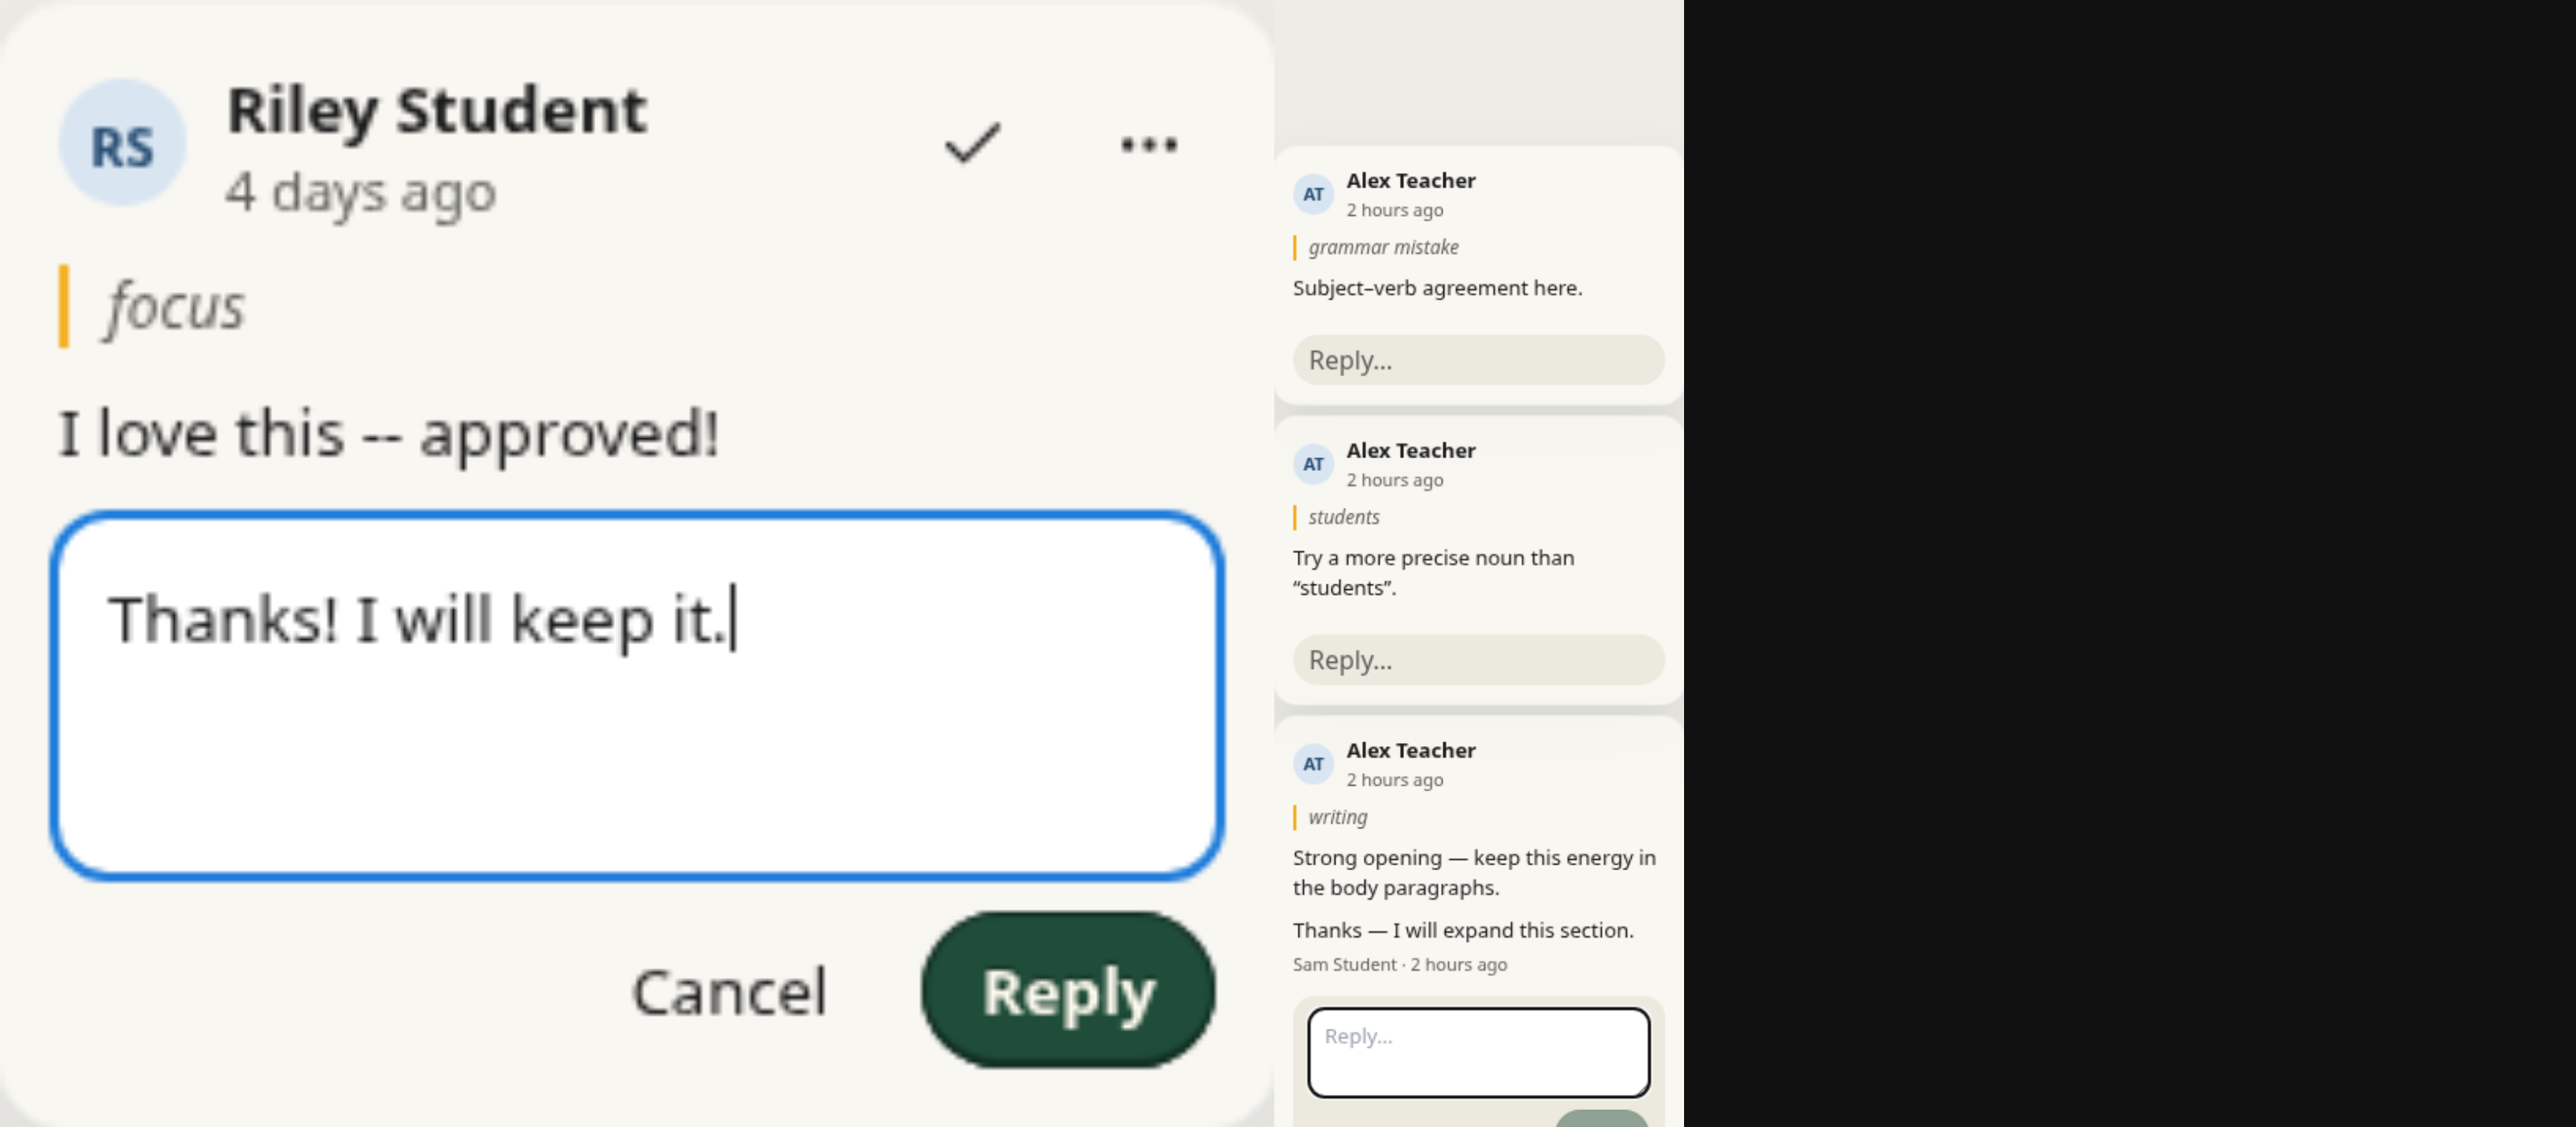 RS
Riley Student
4 days ago
focus
I love this -- approved!
Thanks! I will keep it.
Cancel
Reply
AT
Alex Teacher
2 hours ago
grammar mistake
Subject–verb agreement here.
Reply...
AT
Alex Teacher
2 hours ago
students
Try a more precise noun than
“students”.
Reply...
AT
Alex Teacher
2 hours ago
writing
Strong opening — keep this energy in
the body paragraphs.
Thanks — I will expand this section.
Sam Student · 2 hours ago
Reply...